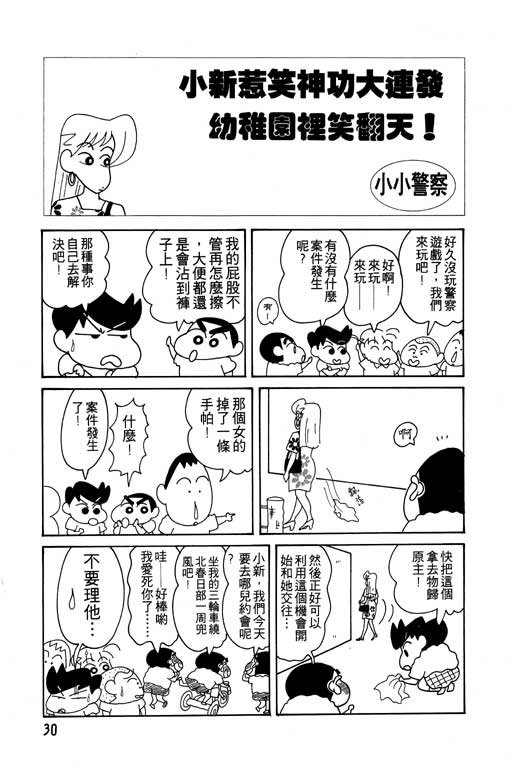 小新惹笑神功大連發
幼稚園裡笑翻天！
小小警察
好久沒玩警察
遊戲了，我們
來玩吧！
好啊！
來玩——
來玩——
有沒有什麼
案件發生
呢？
有！
我的屁股不
管再怎麼擦
，大便都還
是會沾到褲
子上！
那種事你
自己去解
決吧！
啊
飄落
那個女的
掉了一條
手帕！
什麼！
案件發生
了！
快把這個
拿去物歸
原主！
然後正好可以
利用這個機會開
始和她交往…
小新，我們今天
要去哪兒約會呢
？
坐我的三輪車繞
北春日部一周兜
風吧！
哇——好棒喲
我愛死你了……
不要理他…
30